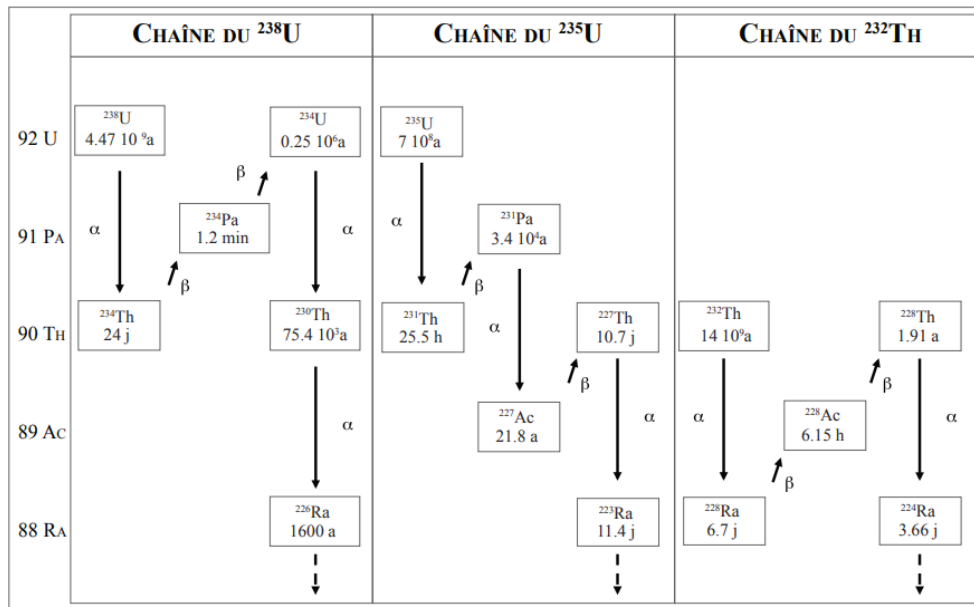 CHAÎNE DU ²³⁸U
CHAÎNE DU ²³⁵U
CHAÎNE DU ²³²TH
92 U
²³⁸U
4.47 10 ⁹a
²³⁴U
0.25 10⁶a
²³⁵U
7 10⁸a
β
91 PA
α
²³⁴Pa
1.2 min
α
α
²³¹Pa
3.4 10⁴a
β
β
90 TH
²³⁴Th
24 j
²³⁰Th
75.4 10³a
²³¹Th
25.5 h
α
²²⁷Th
10.7 j
²³²Th
14 10⁹a
²²⁸Th
1.91 a
β
β
89 AC
α
²²⁷Ac
21.8 a
α
α
²²⁸Ac
6.15 h
α
β
88 RA
²²⁶Ra
1600 a
²²³Ra
11.4 j
²²⁸Ra
6.7 j
²²⁴Ra
3.66 j